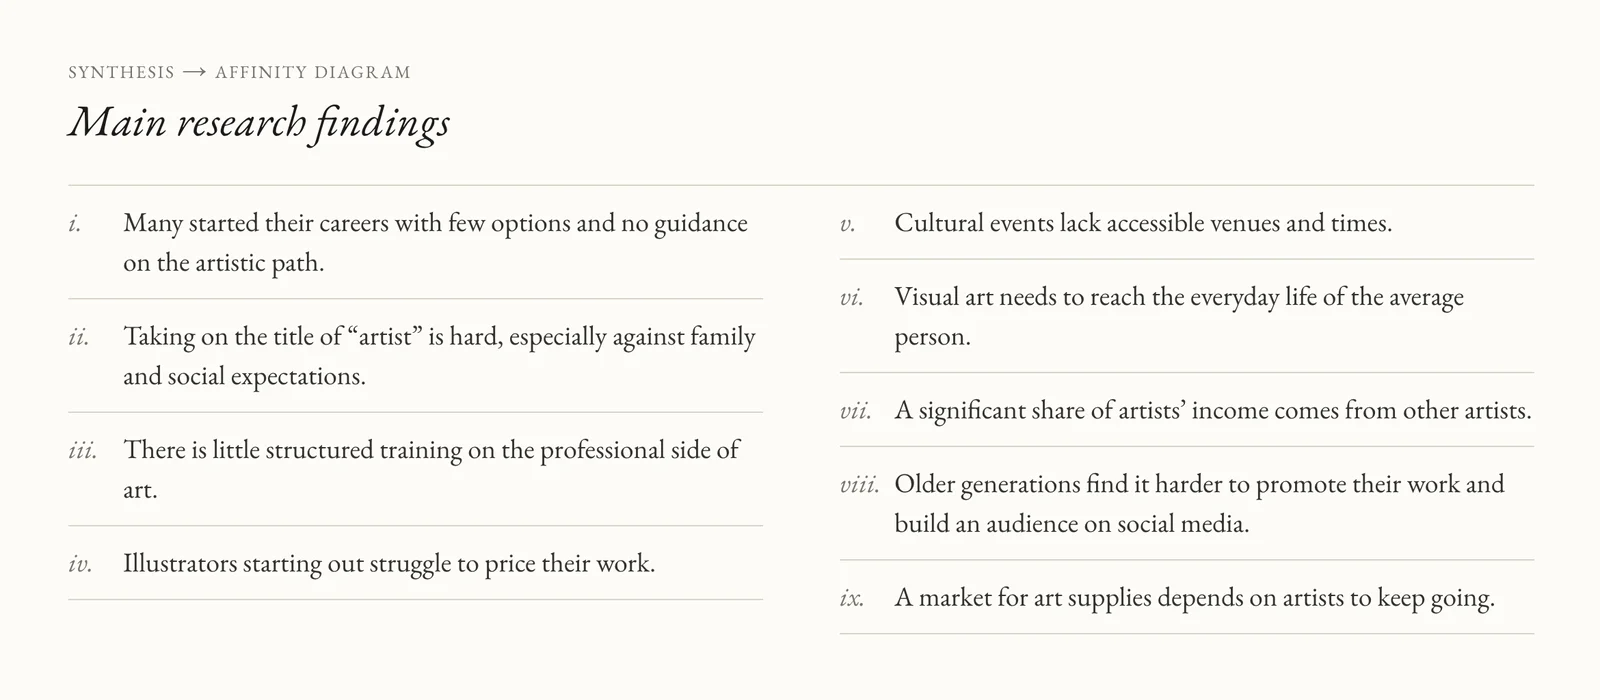 SYNTHESIS → AFFINITY DIAGRAM
Main research findings
i. Many started their careers with few options and no guidance
on the artistic path.
ii. Taking on the title of “artist” is hard, especially against family
and social expectations.
iii. There is little structured training on the professional side of
art.
iv. Illustrators starting out struggle to price their work.
v. Cultural events lack accessible venues and times.
vi. Visual art needs to reach the everyday life of the average
person.
vii. A significant share of artists’ income comes from other artists.
viii. Older generations find it harder to promote their work and
build an audience on social media.
ix. A market for art supplies depends on artists to keep going.